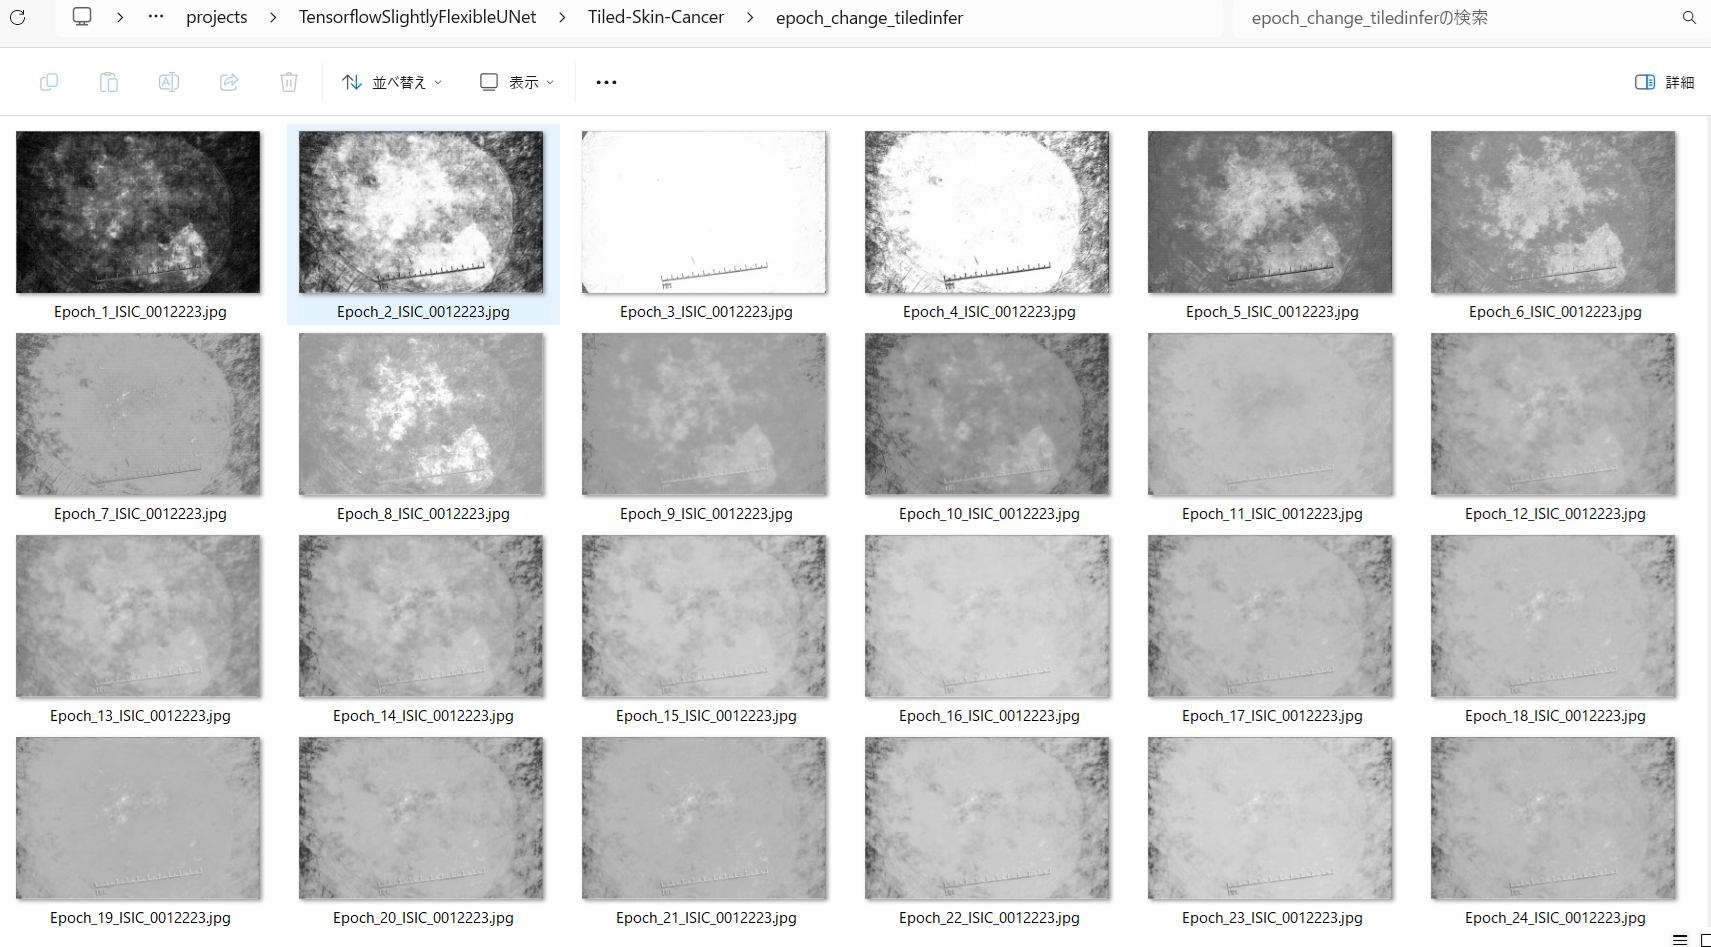 projects > TensorflowSlightlyFlexibleUNet > Tiled-Skin-Cancer > epoch_change_tiledinfer
epoch_change_tiledinferの検索
並べ替え 表示 詳細
Epoch_1_ISIC_0012223.jpg Epoch_2_ISIC_0012223.jpg Epoch_3_ISIC_0012223.jpg Epoch_4_ISIC_0012223.jpg Epoch_5_ISIC_0012223.jpg Epoch_6_ISIC_0012223.jpg
Epoch_7_ISIC_0012223.jpg Epoch_8_ISIC_0012223.jpg Epoch_9_ISIC_0012223.jpg Epoch_10_ISIC_0012223.jpg Epoch_11_ISIC_0012223.jpg Epoch_12_ISIC_0012223.jpg
Epoch_13_ISIC_0012223.jpg Epoch_14_ISIC_0012223.jpg Epoch_15_ISIC_0012223.jpg Epoch_16_ISIC_0012223.jpg Epoch_17_ISIC_0012223.jpg Epoch_18_ISIC_0012223.jpg
Epoch_19_ISIC_0012223.jpg Epoch_20_ISIC_0012223.jpg Epoch_21_ISIC_0012223.jpg Epoch_22_ISIC_0012223.jpg Epoch_23_ISIC_0012223.jpg Epoch_24_ISIC_0012223.jpg